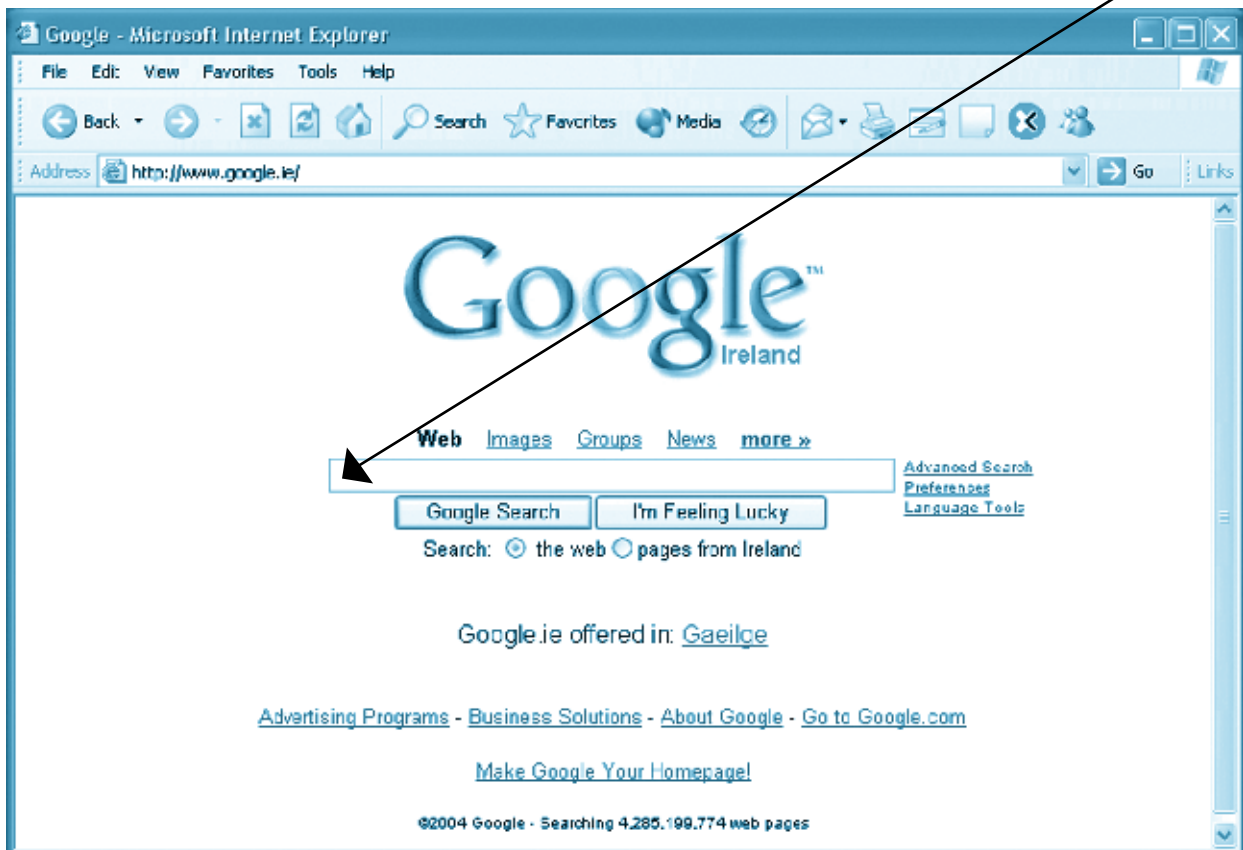 Google - Microsoft Internet Explorer
File Edit View Favorites Tools Help
Back Search Favorites Media
Address http://www.google.ie/ Go Links
Google™
Ireland
Web Images Groups News more »
Advanced Search
Preferences
Language Tools
Google Search I'm Feeling Lucky
Search: the web pages from Ireland
Google.ie offered in: Gaeilge
Advertising Programs - Business Solutions - About Google - Go to Google.com
Make Google Your Homepage!
©2004 Google - Searching 4,285,199,774 web pages